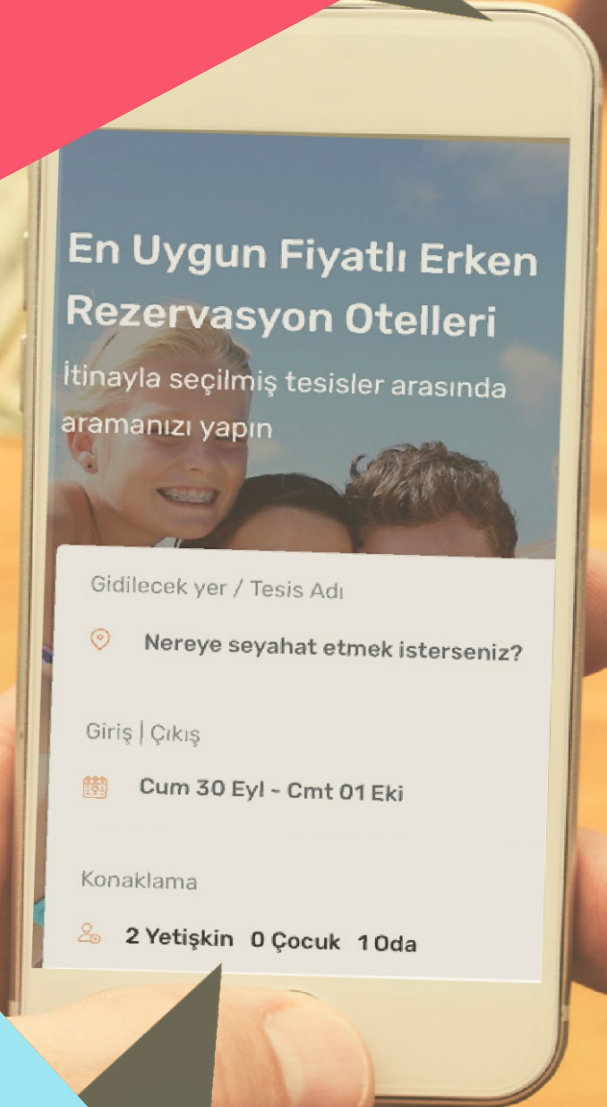 En Uygun Fiyatlı Erken
Rezervasyon Otelleri
İtinayla seçilmiş tesisler arasında
aramanızı yapın
Gidilecek yer / Tesis Adı
Nereye seyahat etmek isterseniz?
Giriş | Çıkış
Cum 30 Eyl - Cmt 01 Eki
Konaklama
2 Yetişkin 0 Çocuk 1 Oda